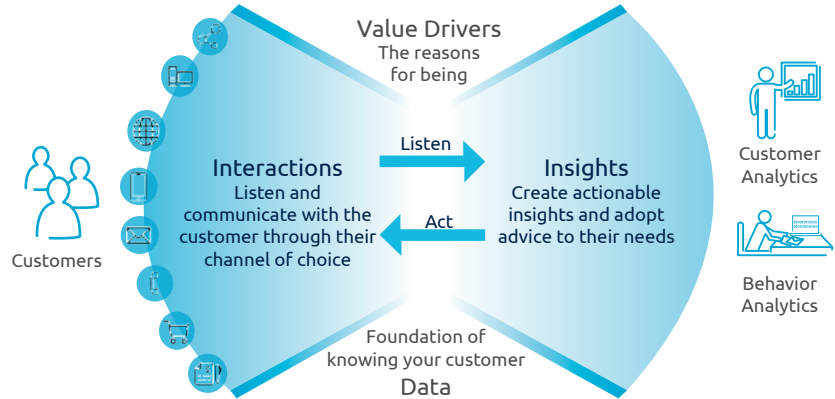 Value Drivers
The reasons
for being
Listen
Interactions
Listen and
communicate with the
customer through their
channel of choice
Act
Insights
Create actionable
insights and adopt
advice to their needs
Customers
Customer
Analytics
Behavior
Analytics
Foundation of
knowing your customer
Data